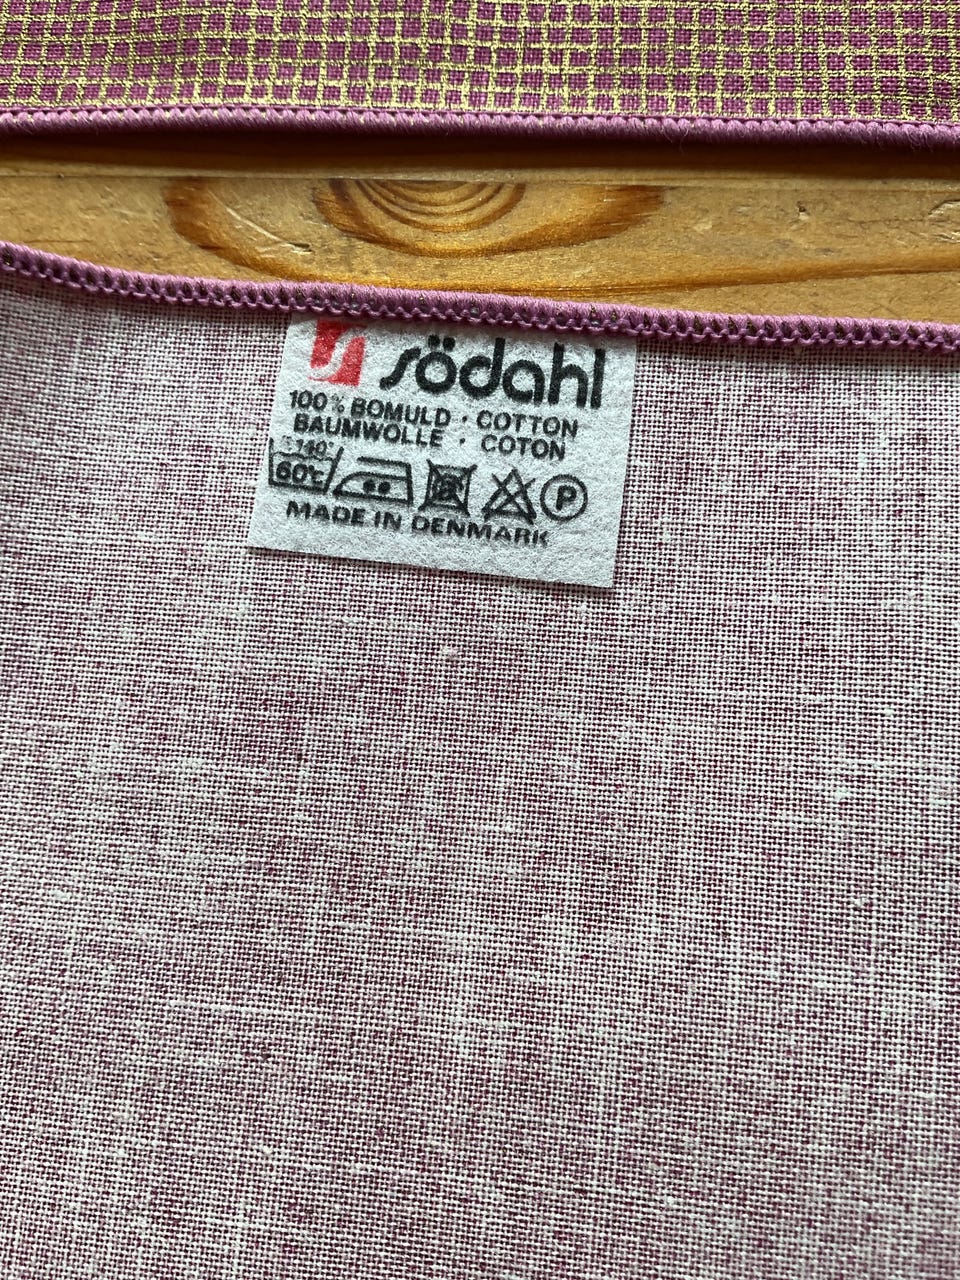 södahl
100% BOMULD · COTTON
BAUMWOLLE · COTON
140°
60°C P
MADE IN DENMARK